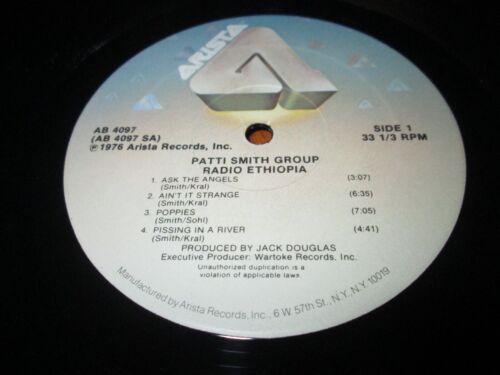 ARISTA
AB 4097
(AB 4097 SA)
℗1976 Arista Records, Inc.
SIDE 1
33 1/3 RPM
PATTI SMITH GROUP
RADIO ETHIOPIA
1. ASK THE ANGELS (3:07)
(Smith/Kral)
2. AIN'T IT STRANGE (6:35)
(Smith/Kral)
3. POPPIES (7:05)
(Smith/Sohl)
4. PISSING IN A RIVER (4:41)
(Smith/Kral)
PRODUCED BY JACK DOUGLAS
Executive Producer: Wartoke Records, Inc.
Unauthorized duplication is a
violation of applicable laws.
Manufactured by Arista Records, Inc., 6 W 57th St., N.Y., N.Y. 10019